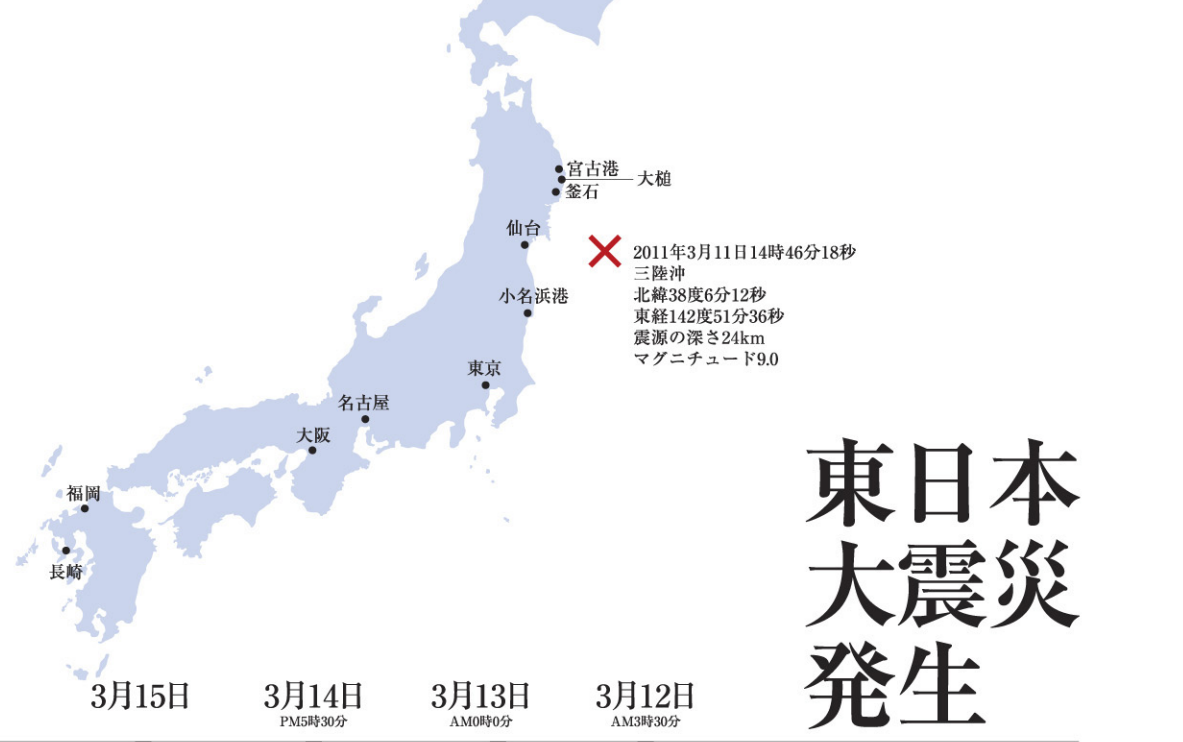 宮古港
大槌
釜石
仙台
2011年3月11日14時46分18秒
三陸沖
北緯38度6分12秒
東経142度51分36秒
震源の深さ24km
マグニチュード9.0
小名浜港
東京
名古屋
大阪
福岡
長崎
東日本
大震災
発生
3月15日
3月14日
PM5時30分
3月13日
AM0時0分
3月12日
AM3時30分